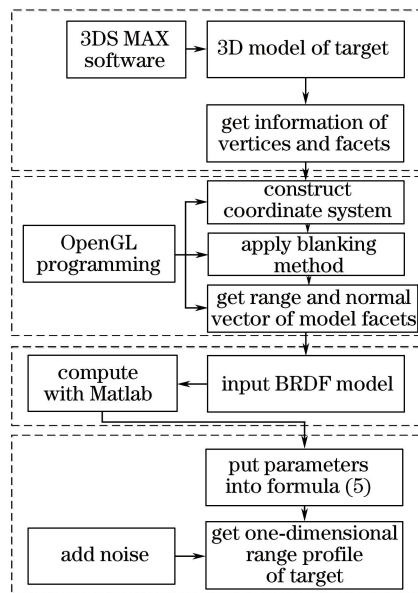 3DS MAX
software
3D model of target
get information of
vertices and facets
construct
coordinate system
OpenGL
programming
apply blanking
method
get range and normal
vector of model facets
compute
with Matlab
input BRDF model
put parameters
into formula (5)
add noise
get one-dimensional
range profile
of target